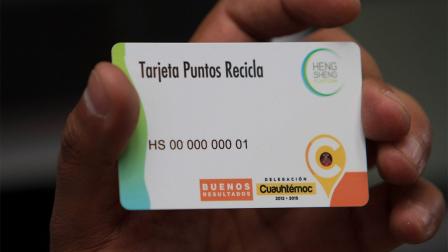 Tarjeta Puntos Recicla
HENG
SHENG
HS 00 000 000 01
BUENOS
RESULTADOS
DELEGACIÓN
Cuauhtémoc
2012 - 2015